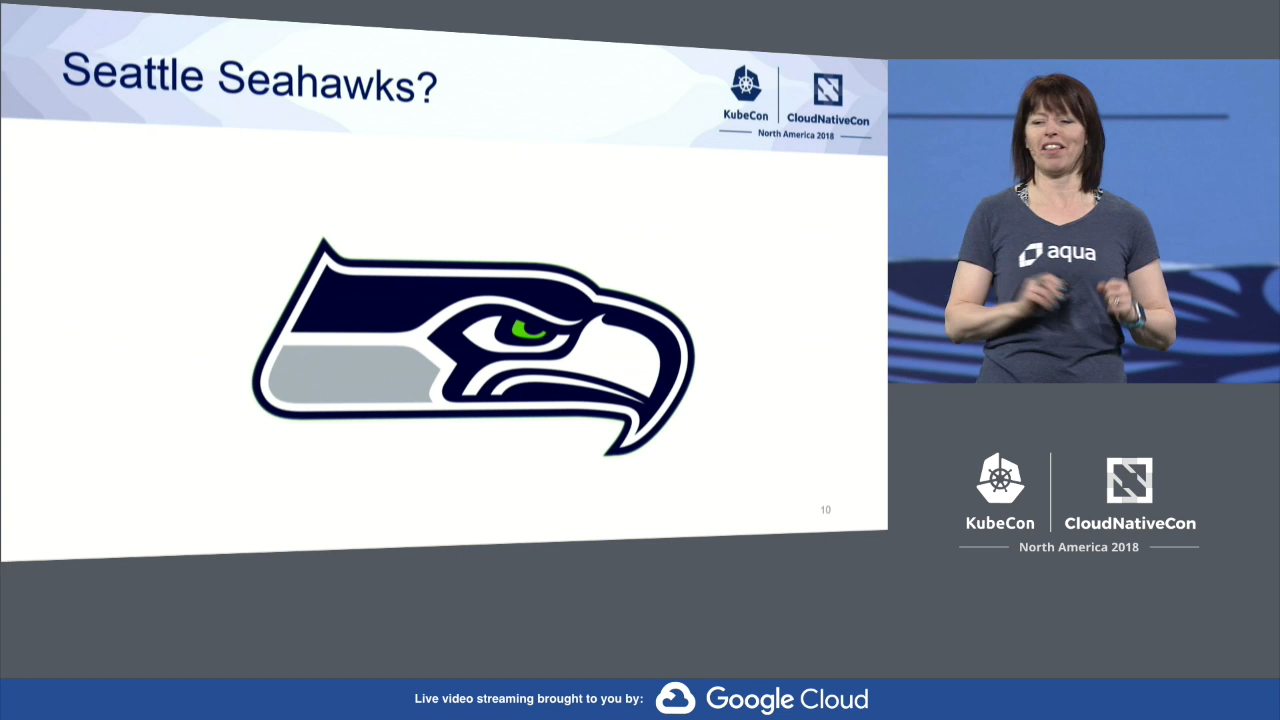 Seattle Seahawks?
KubeCon
CloudNativeCon
North America 2018
10
aqua
KubeCon
CloudNativeCon
North America 2018
Live video streaming brought to you by:
Google Cloud